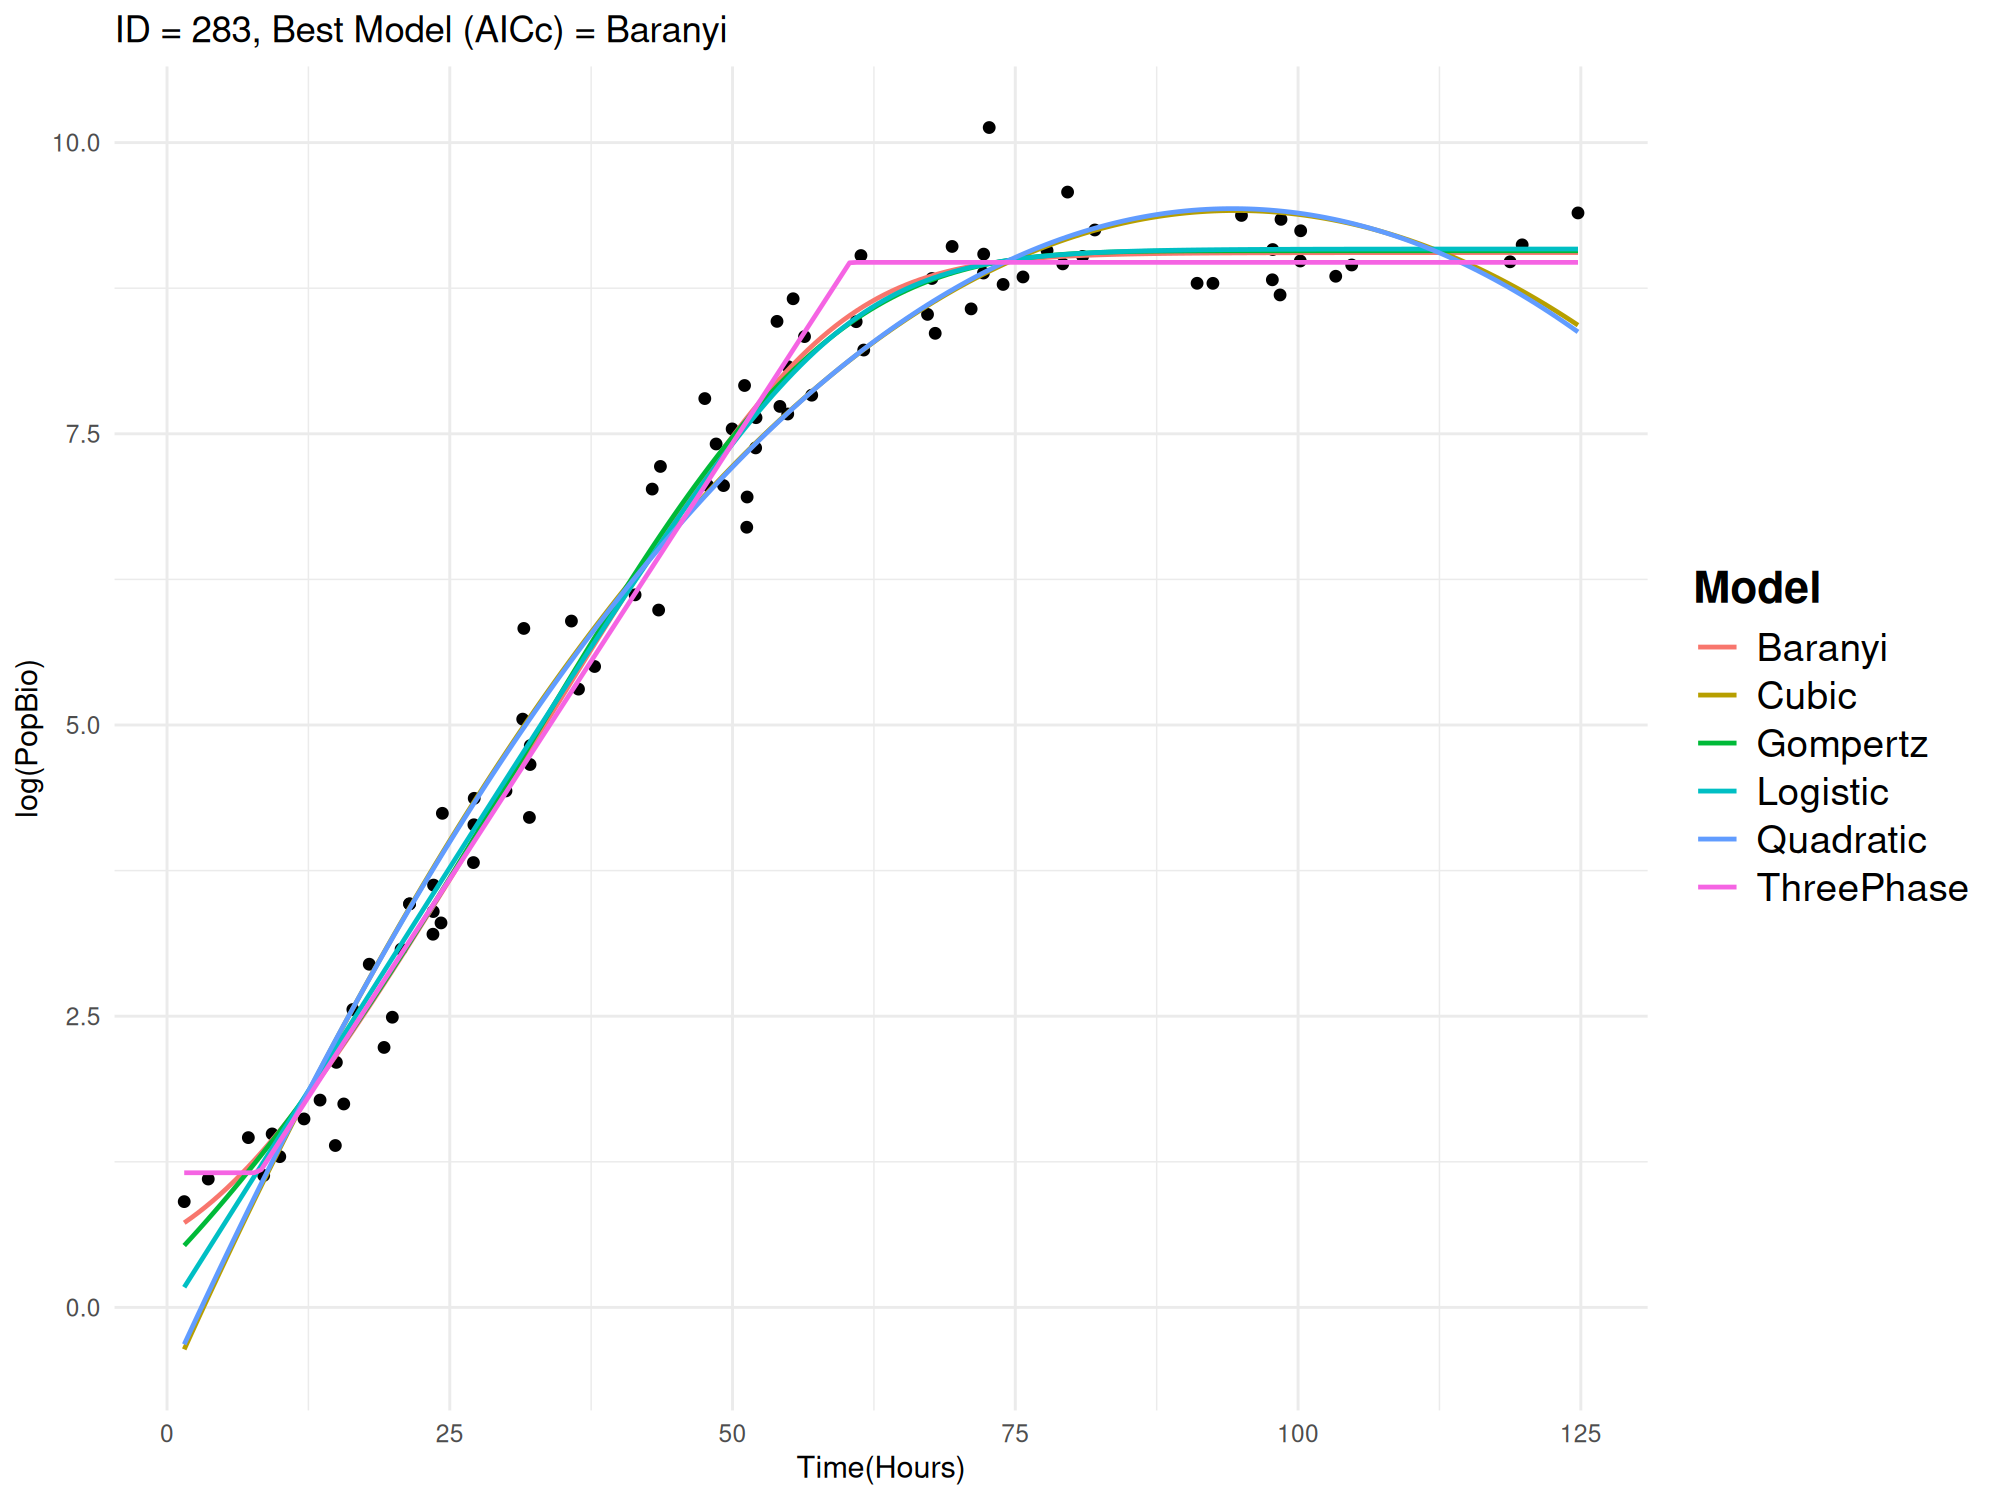 ID = 283, Best Model (AICc) = Baranyi
10.0
7.5
5.0
2.5
0.0
log(PopBio)
0 25 50 75 100 125
Time(Hours)
Model
Baranyi
Cubic
Gompertz
Logistic
Quadratic
ThreePhase